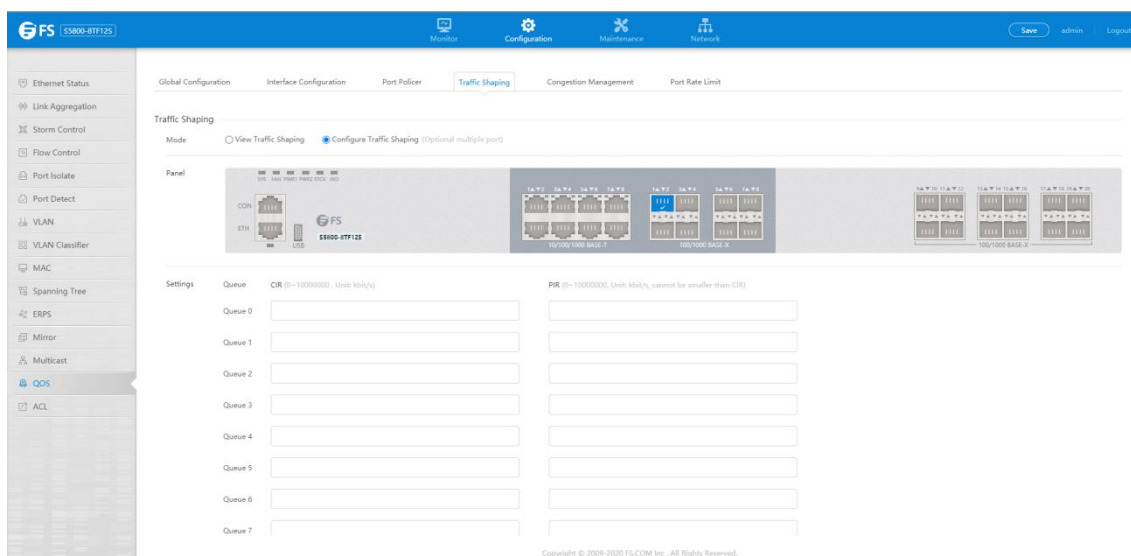 FS S5800-8TF12S
Monitor Configuration Maintenance Network
Save admin Logout
Ethernet Status
Link Aggregation
Storm Control
Flow Control
Port Isolate
Port Detect
VLAN
VLAN Classifier
MAC
Spanning Tree
ERPS
Mirror
Multicast
QOS
ACL
Global Configuration Interface Configuration Port Policer Traffic Shaping Congestion Management Port Rate Limit
Traffic Shaping
Mode View Traffic Shaping Configure Traffic Shaping (Optional multiple port)
Panel
CON
ETH
USB
FS
S5800-8TF12S
10/100/1000 BASE-T
100/1000 BASE-X
100/1000 BASE-X
Settings Queue CIR (0~10000000 , Unit: kbit/s) PIR (0~10000000, Unit: kbit/s, cannot be smaller than CIR)
Queue 0
Queue 1
Queue 2
Queue 3
Queue 4
Queue 5
Queue 6
Queue 7
Copyright © 2009-2020 FS.COM Inc . All Rights Reserved.